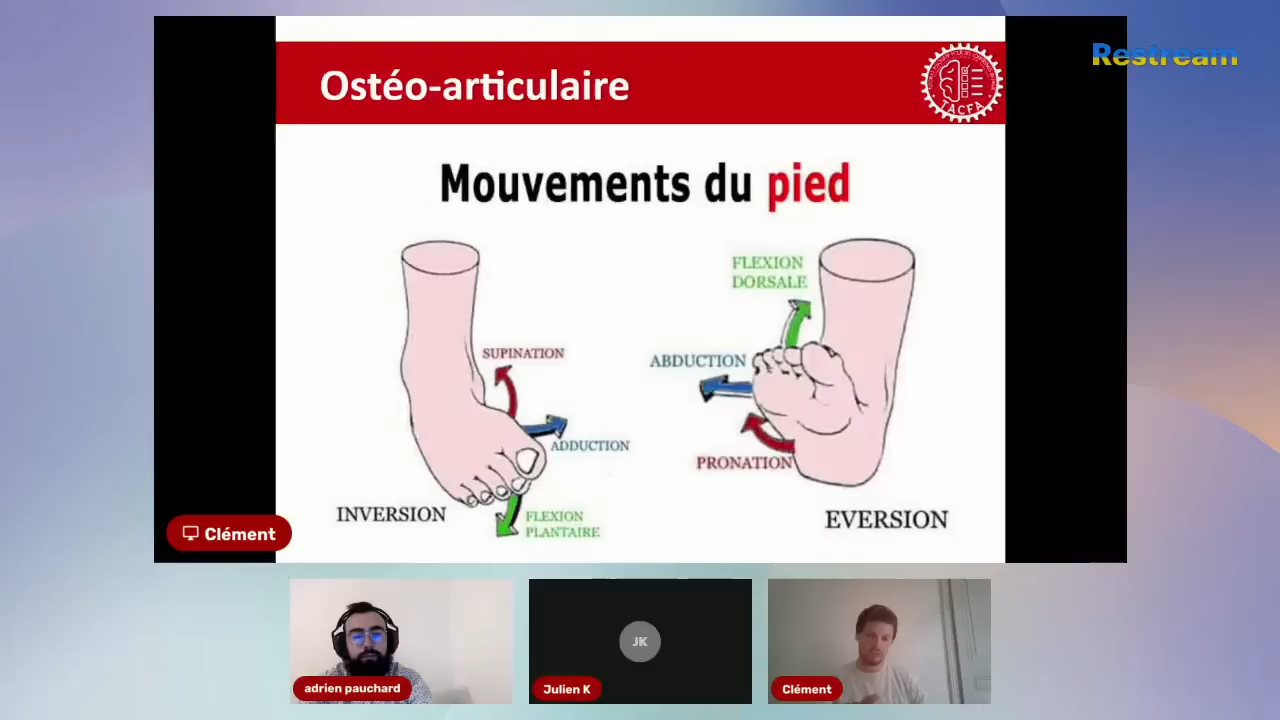 Restream
Ostéo-articulaire
TACFA
Mouvements du pied
FLEXION
DORSALE
SUPINATION
ABDUCTION
ADDUCTION
PRONATION
INVERSION
FLEXION
PLANTAIRE
EVERSION
Clément
JK
adrien pauchard
Julien K
Clément